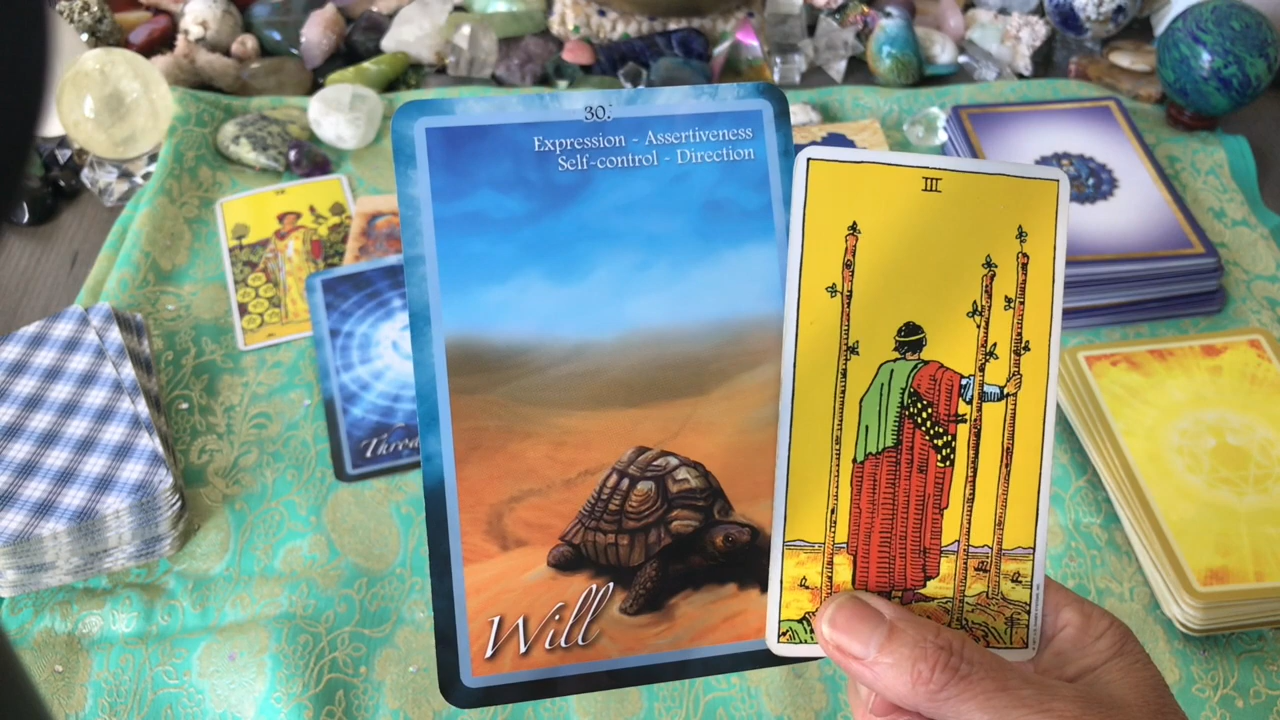 30.
Expression - Assertiveness
Self-control - Direction
III
Will